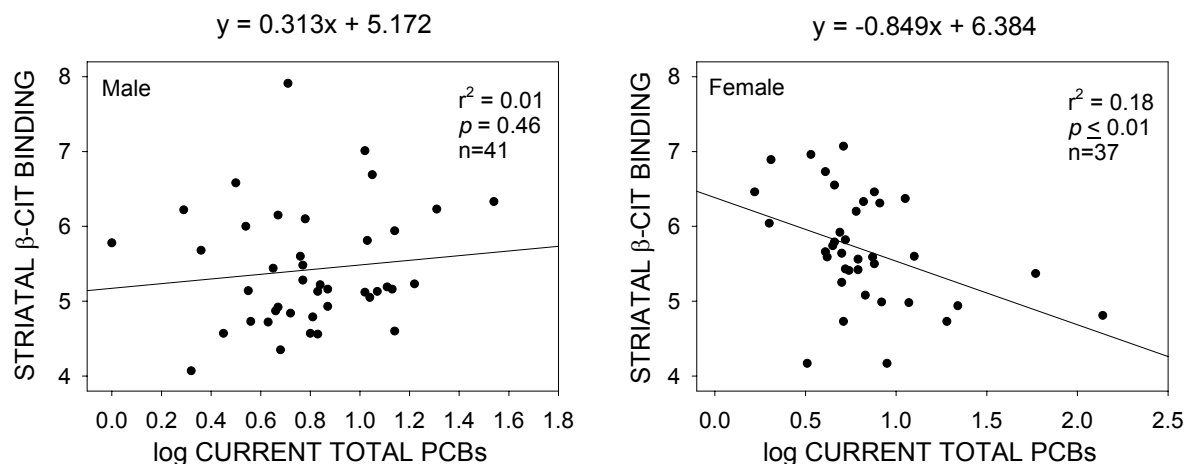 y = 0.313x + 5.172
STRIATAL β-CIT BINDING
8
7
6
5
4
Male
r² = 0.01
p = 0.46
n=41
0.0 0.2 0.4 0.6 0.8 1.0 1.2 1.4 1.6 1.8
log CURRENT TOTAL PCBs
y = -0.849x + 6.384
STRIATAL β-CIT BINDING
8
7
6
5
4
Female
r² = 0.18
p ≤ 0.01
n=37
0.0 0.5 1.0 1.5 2.0 2.5
log CURRENT TOTAL PCBs